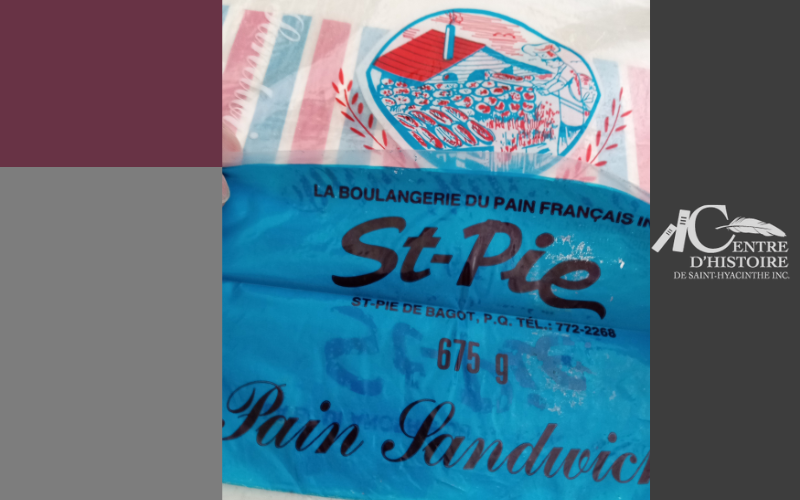 LA BOULANGERIE DU PAIN FRANÇAIS IN
St-Pie
ST-PIE DE BAGOT, P.Q. TÉL.: 772-2268
675 g
Pain Sandwich
CENTRE
D'HISTOIRE
DE SAINT-HYACINTHE INC.